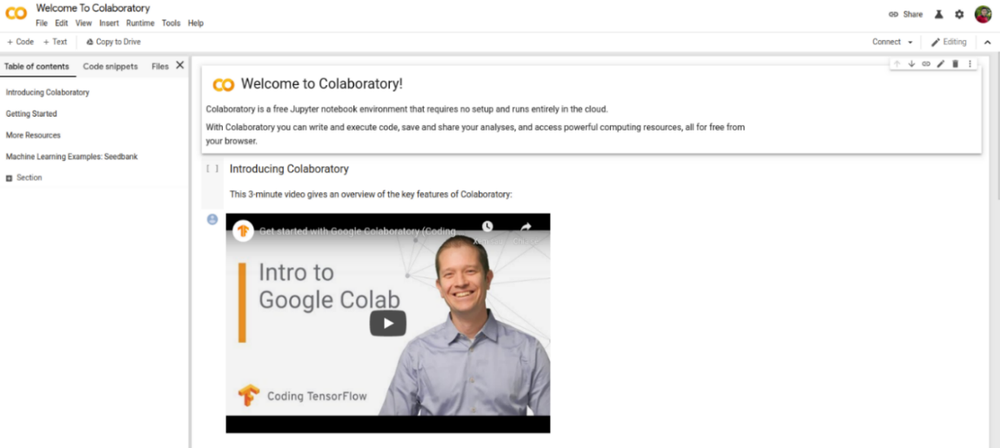 Welcome To Colaboratory
File Edit View Insert Runtime Tools Help
Share
+ Code + Text Copy to Drive
Connect Editing
Table of contents Code snippets Files
Introducing Colaboratory
Getting Started
More Resources
Machine Learning Examples: Seedbank
Section
CO Welcome to Colaboratory!
Colaboratory is a free Jupyter notebook environment that requires no setup and runs entirely in the cloud.
With Colaboratory you can write and execute code, save and share your analyses, and access powerful computing resources, all for free from
your browser.
[ ] Introducing Colaboratory
This 3-minute video gives an overview of the key features of Colaboratory:
Get started with Google Colaboratory (Coding...
Intro to
Google Colab
Coding TensorFlow